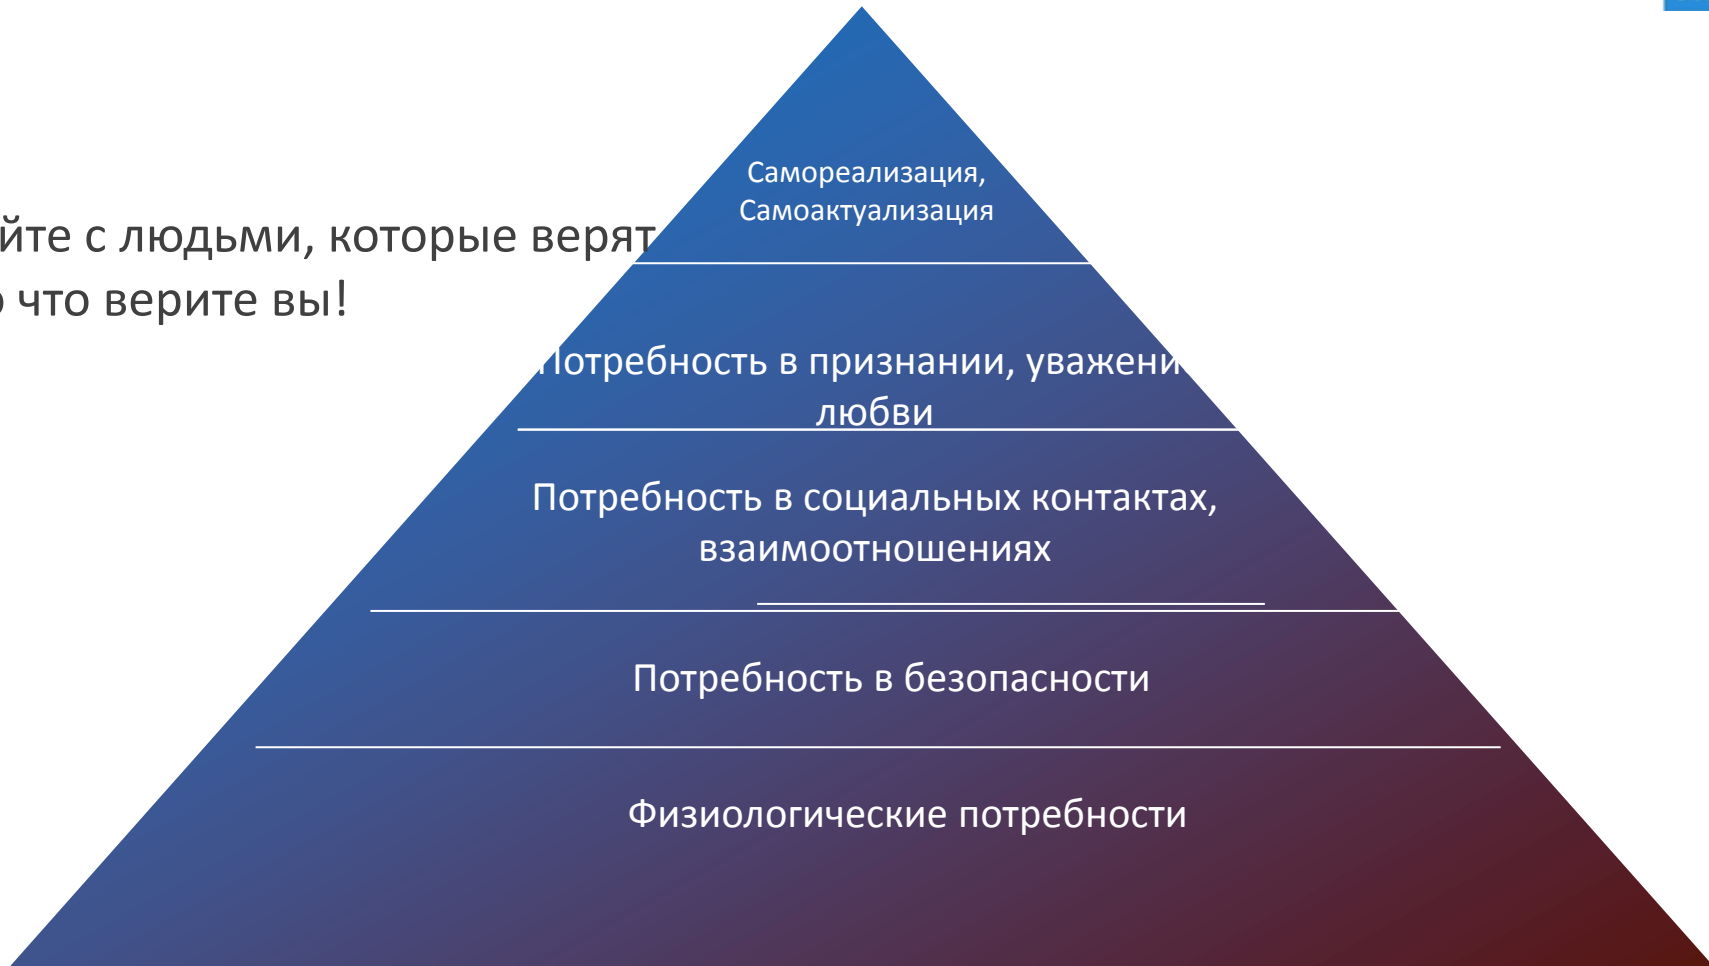 Самореализация,
Самоактуализация
йте с людьми, которые верят
что верите вы!
Потребность в признании, уважени
любви
Потребность в социальных контактах,
взаимоотношениях
Потребность в безопасности
Физиологические потребности